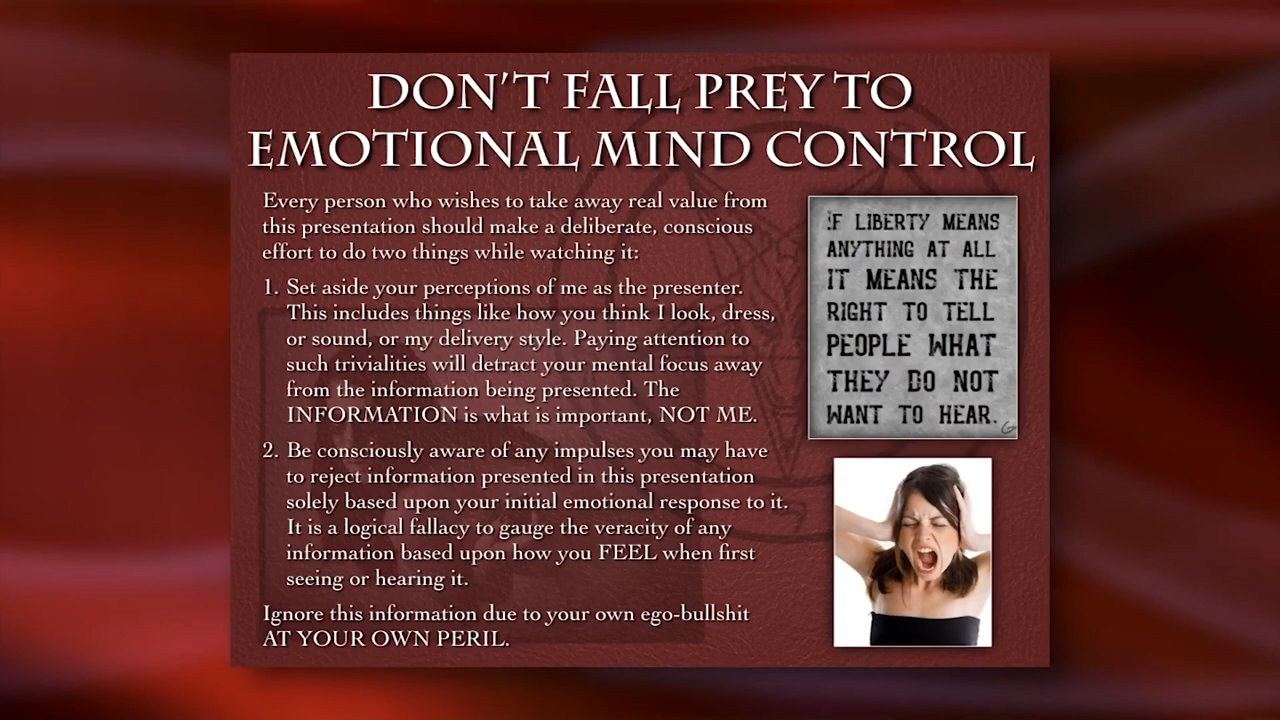 DON'T FALL PREY TO
EMOTIONAL MIND CONTROL
Every person who wishes to take away real value from
this presentation should make a deliberate, conscious
effort to do two things while watching it:
1. Set aside your perceptions of me as the presenter.
This includes things like how you think I look, dress,
or sound, or my delivery style. Paying attention to
such trivialities will detract your mental focus away
from the information being presented. The
INFORMATION is what is important, NOT ME.
2. Be consciously aware of any impulses you may have
to reject information presented in this presentation
solely based upon your initial emotional response to it.
It is a logical fallacy to gauge the veracity of any
information based upon how you FEEL when first
seeing or hearing it.
Ignore this information due to your own ego-bullshit
AT YOUR OWN PERIL.
IF LIBERTY MEANS
ANYTHING AT ALL
IT MEANS THE
RIGHT TO TELL
PEOPLE WHAT
THEY DO NOT
WANT TO HEAR.